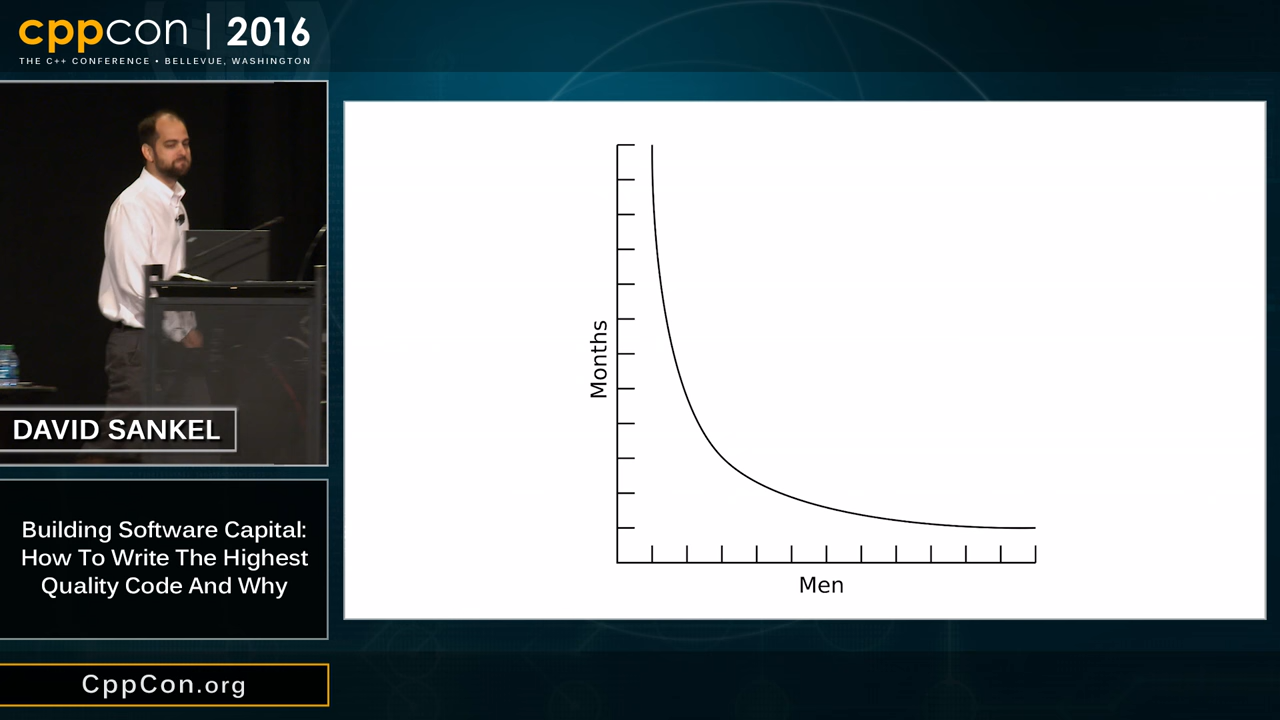 cppcon | 2016
THE C++ CONFERENCE • BELLEVUE, WASHINGTON
DAVID SANKEL
Building Software Capital:
How To Write The Highest
Quality Code And Why
CppCon.org
Months
Men